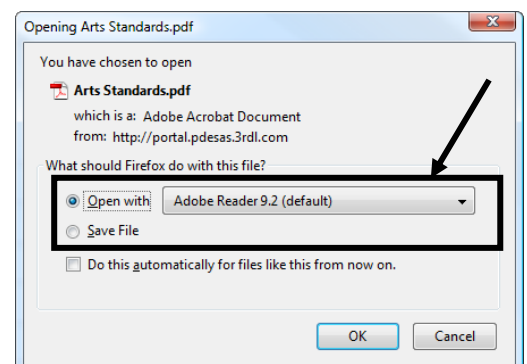 Opening Arts Standards.pdf
You have chosen to open
Arts Standards.pdf
which is a: Adobe Acrobat Document
from: http://portal.pdesas.3rdl.com
What should Firefox do with this file?
Open with Adobe Reader 9.2 (default)
Save File
Do this automatically for files like this from now on.
OK Cancel